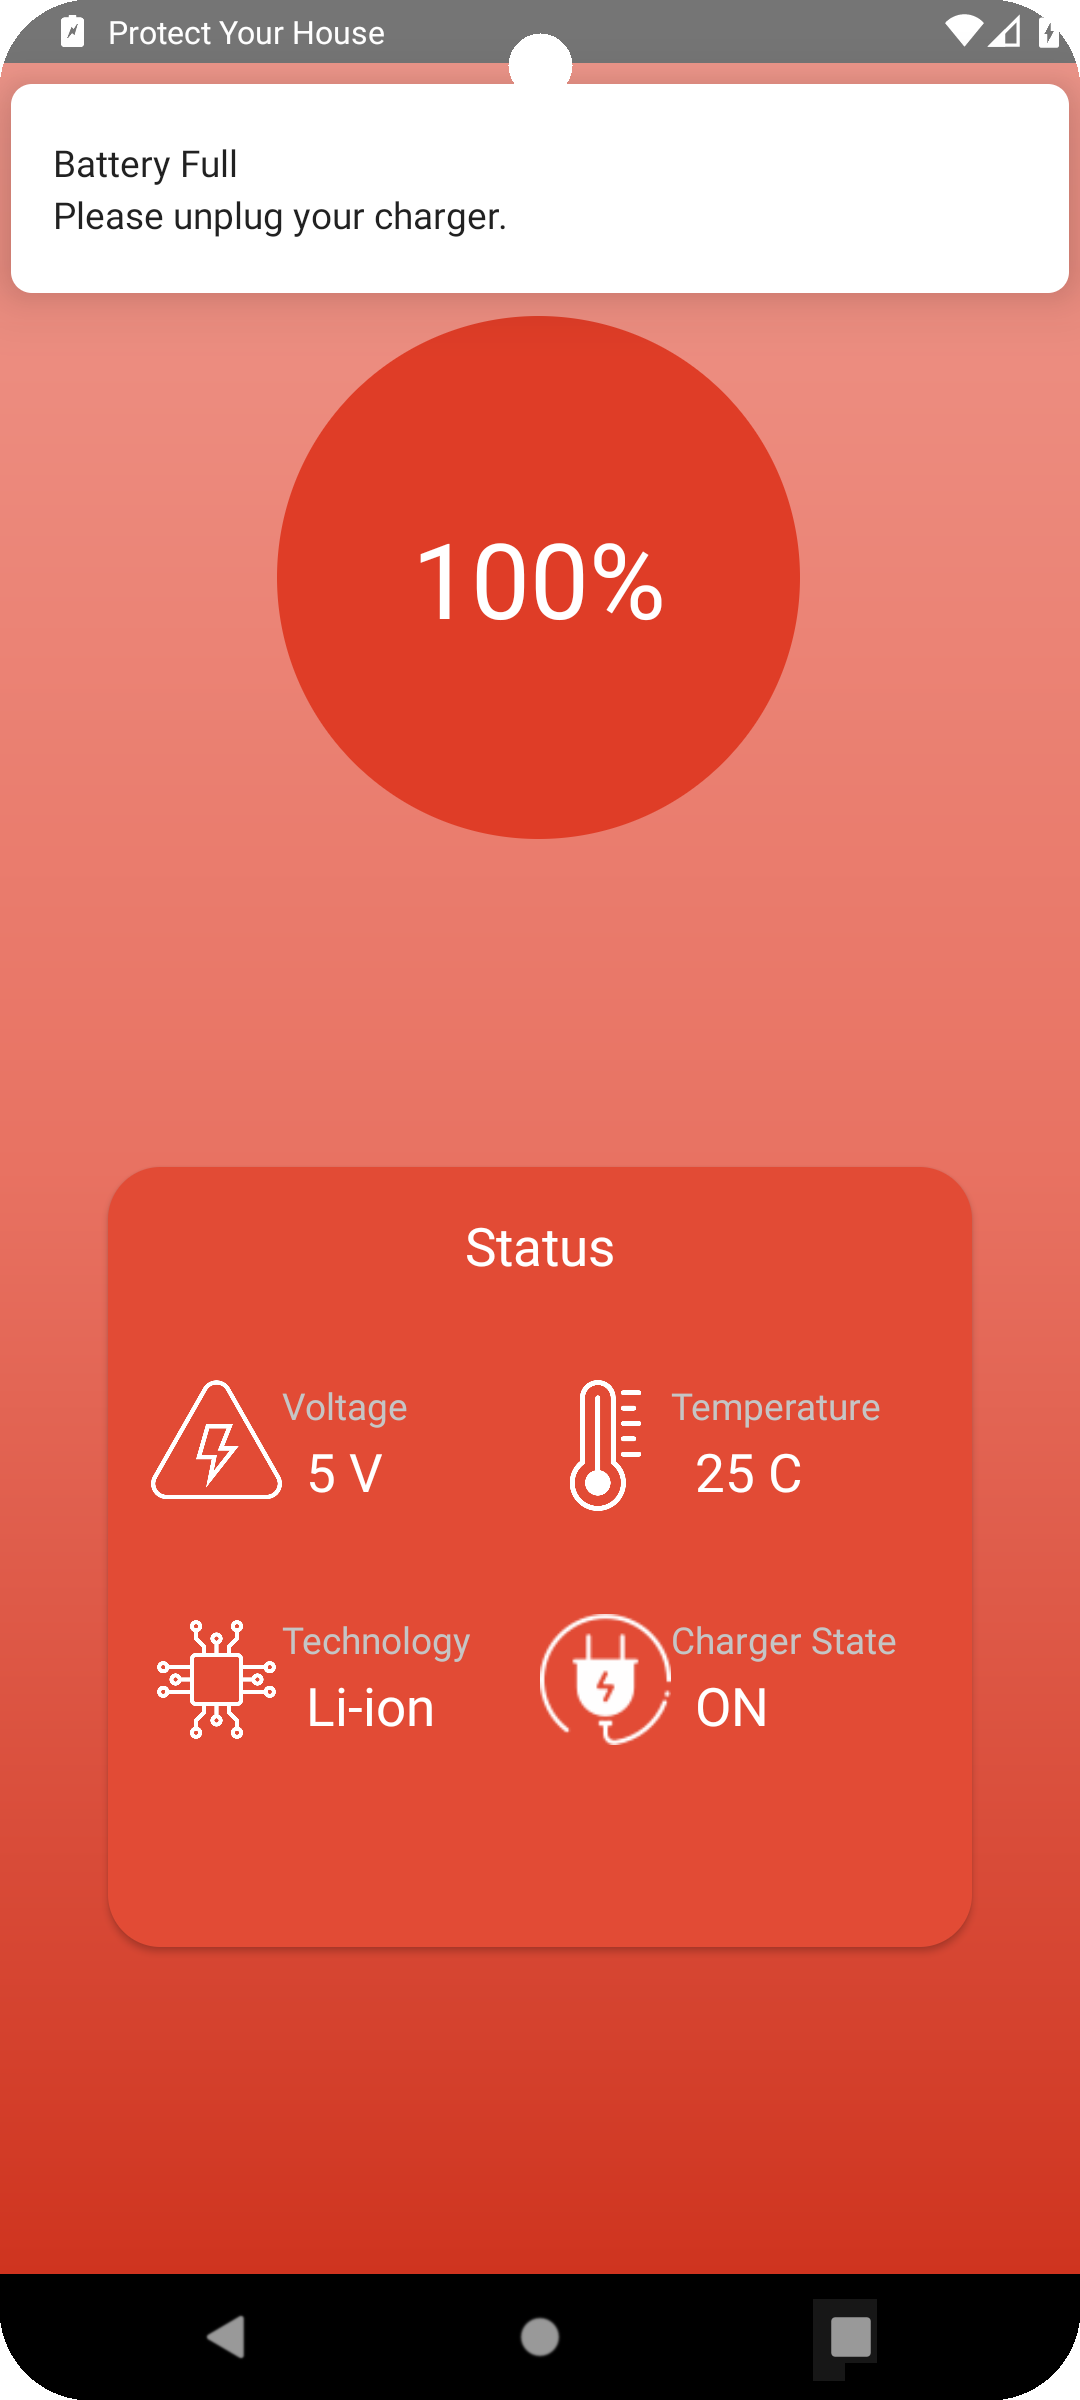 Protect Your House
Battery Full
Please unplug your charger.
100%
Status
Voltage
5 V
Temperature
25 C
Technology
Li-ion
Charger State
ON